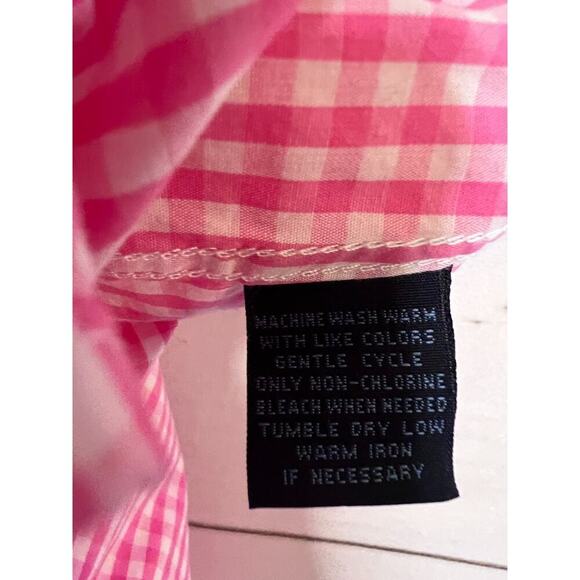 MACHINE WASH WARM
WITH LIKE COLORS
GENTLE CYCLE
ONLY NON-CHLORINE
BLEACH WHEN NEEDED
TUMBLE DRY LOW
WARM IRON
IF NECESSARY